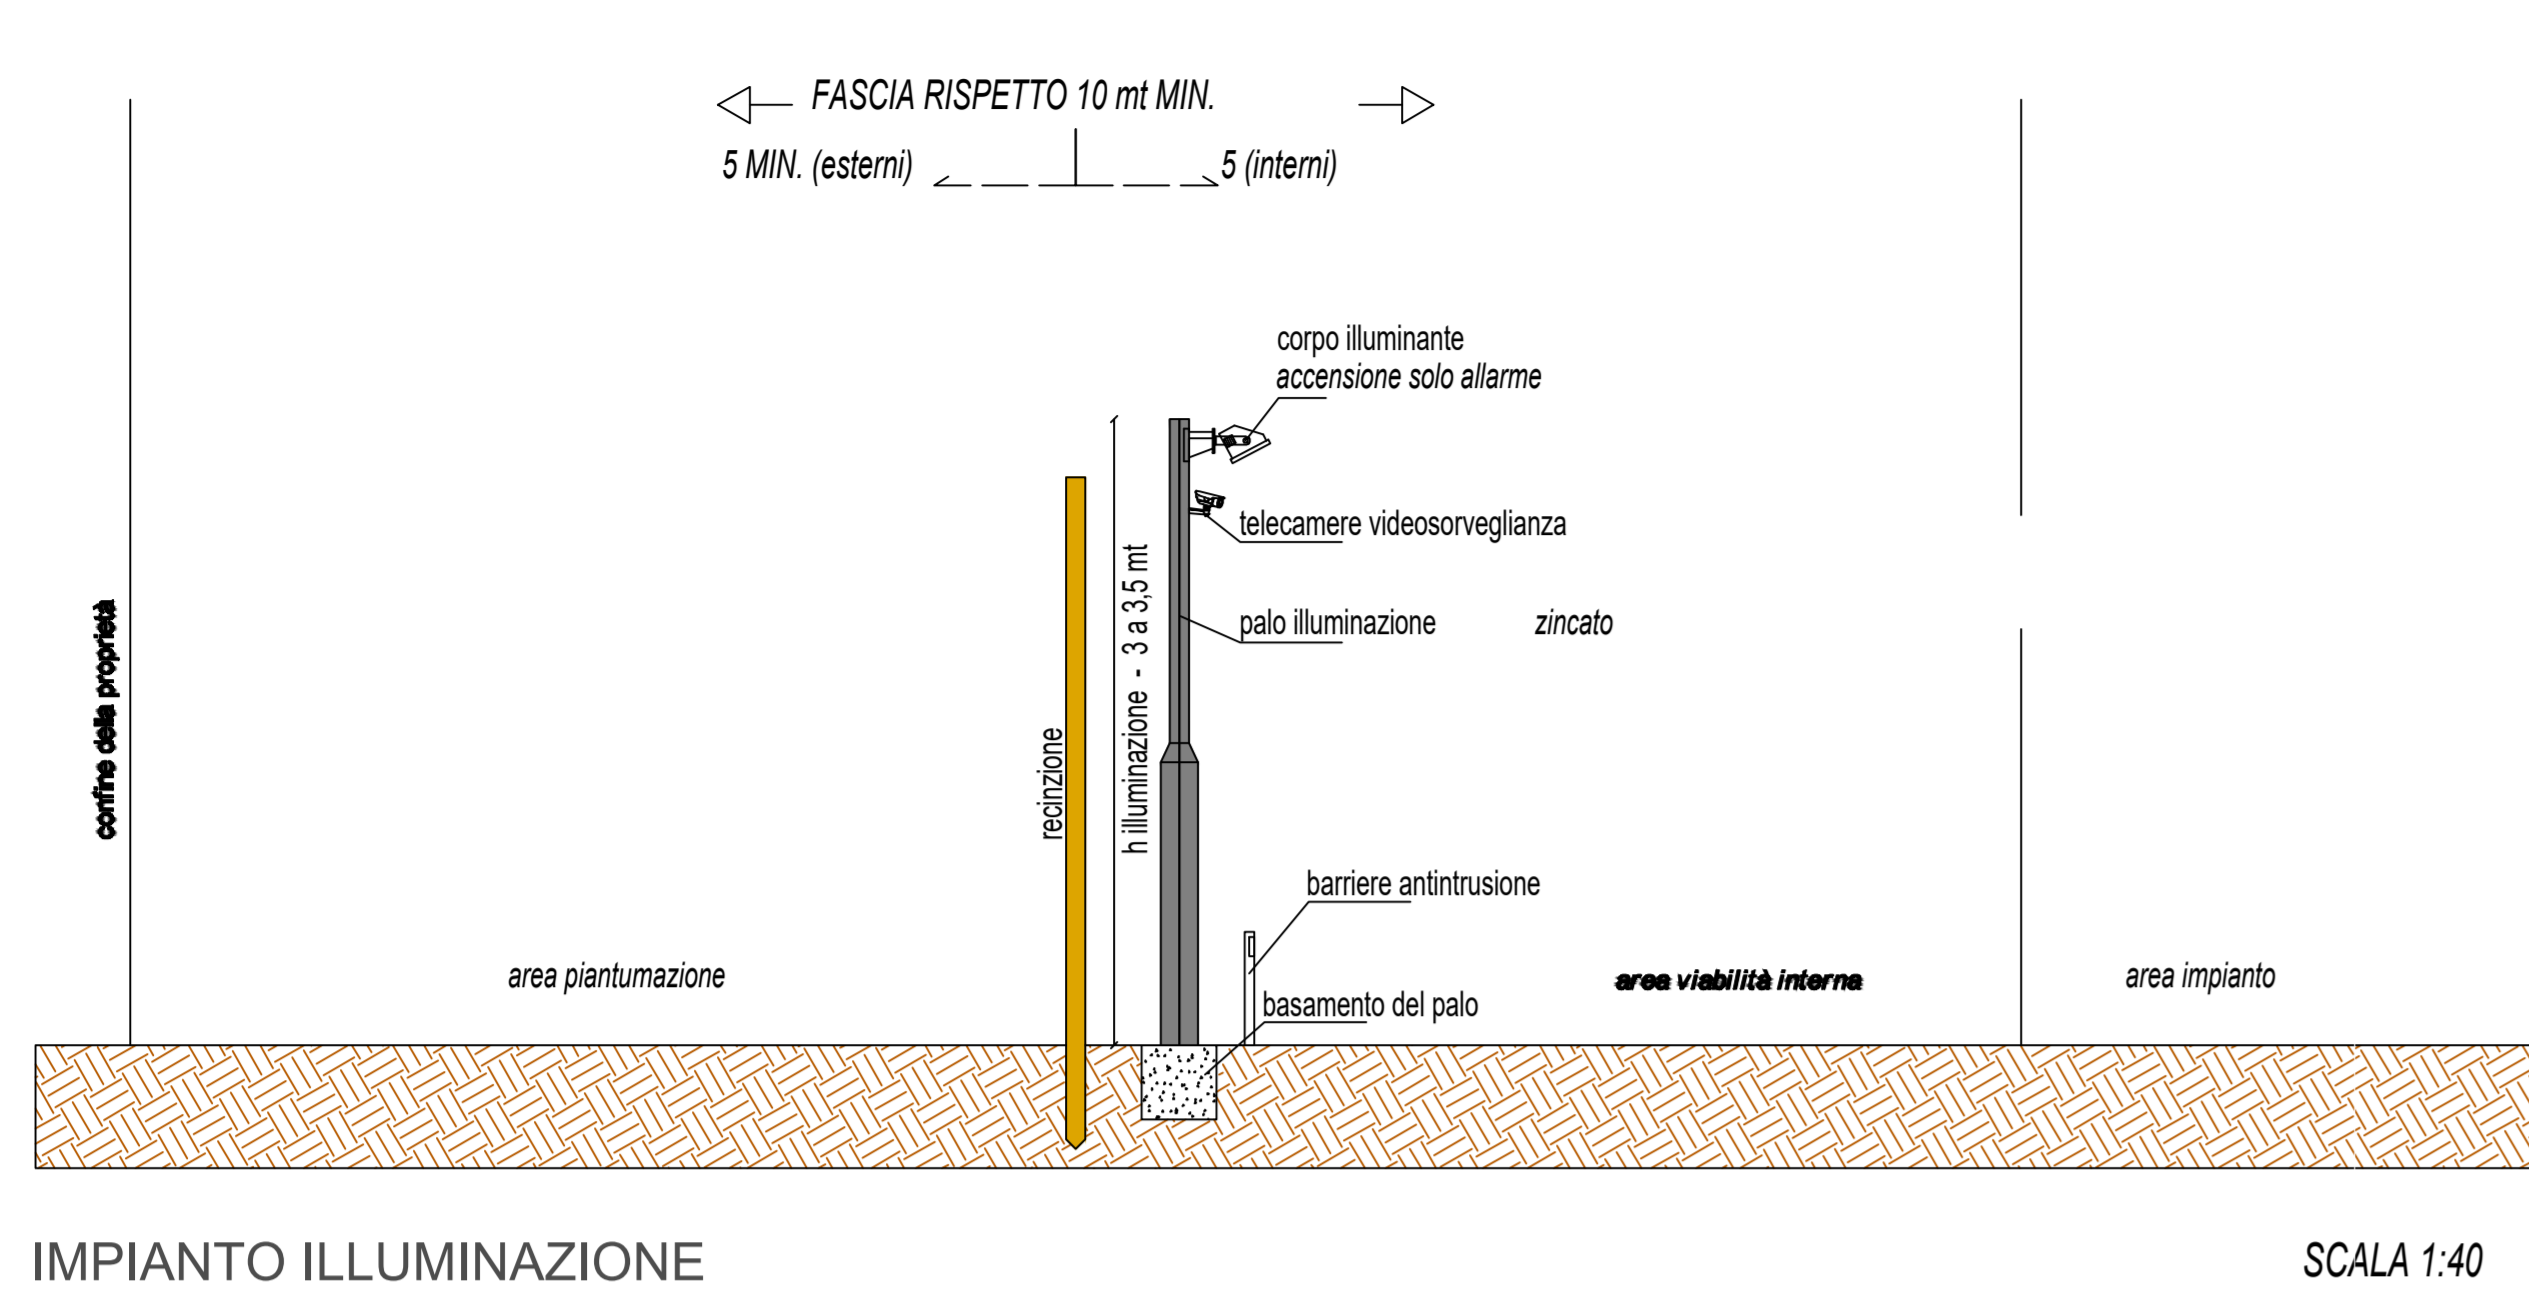 FASCIA RISPETTO 10 mt MIN.
5 MIN. (esterni)
5 (interni)
corpo illuminante
accensione solo allarme
telecamere videosorveglianza
palo illuminazione zincato
h illuminazione - 3 a 3,5 mt
recinzione
confine della proprietà
barriere antintrusione
area piantumazione
area viabilità interna
area impianto
basamento del palo
IMPIANTO ILLUMINAZIONE
SCALA 1:40